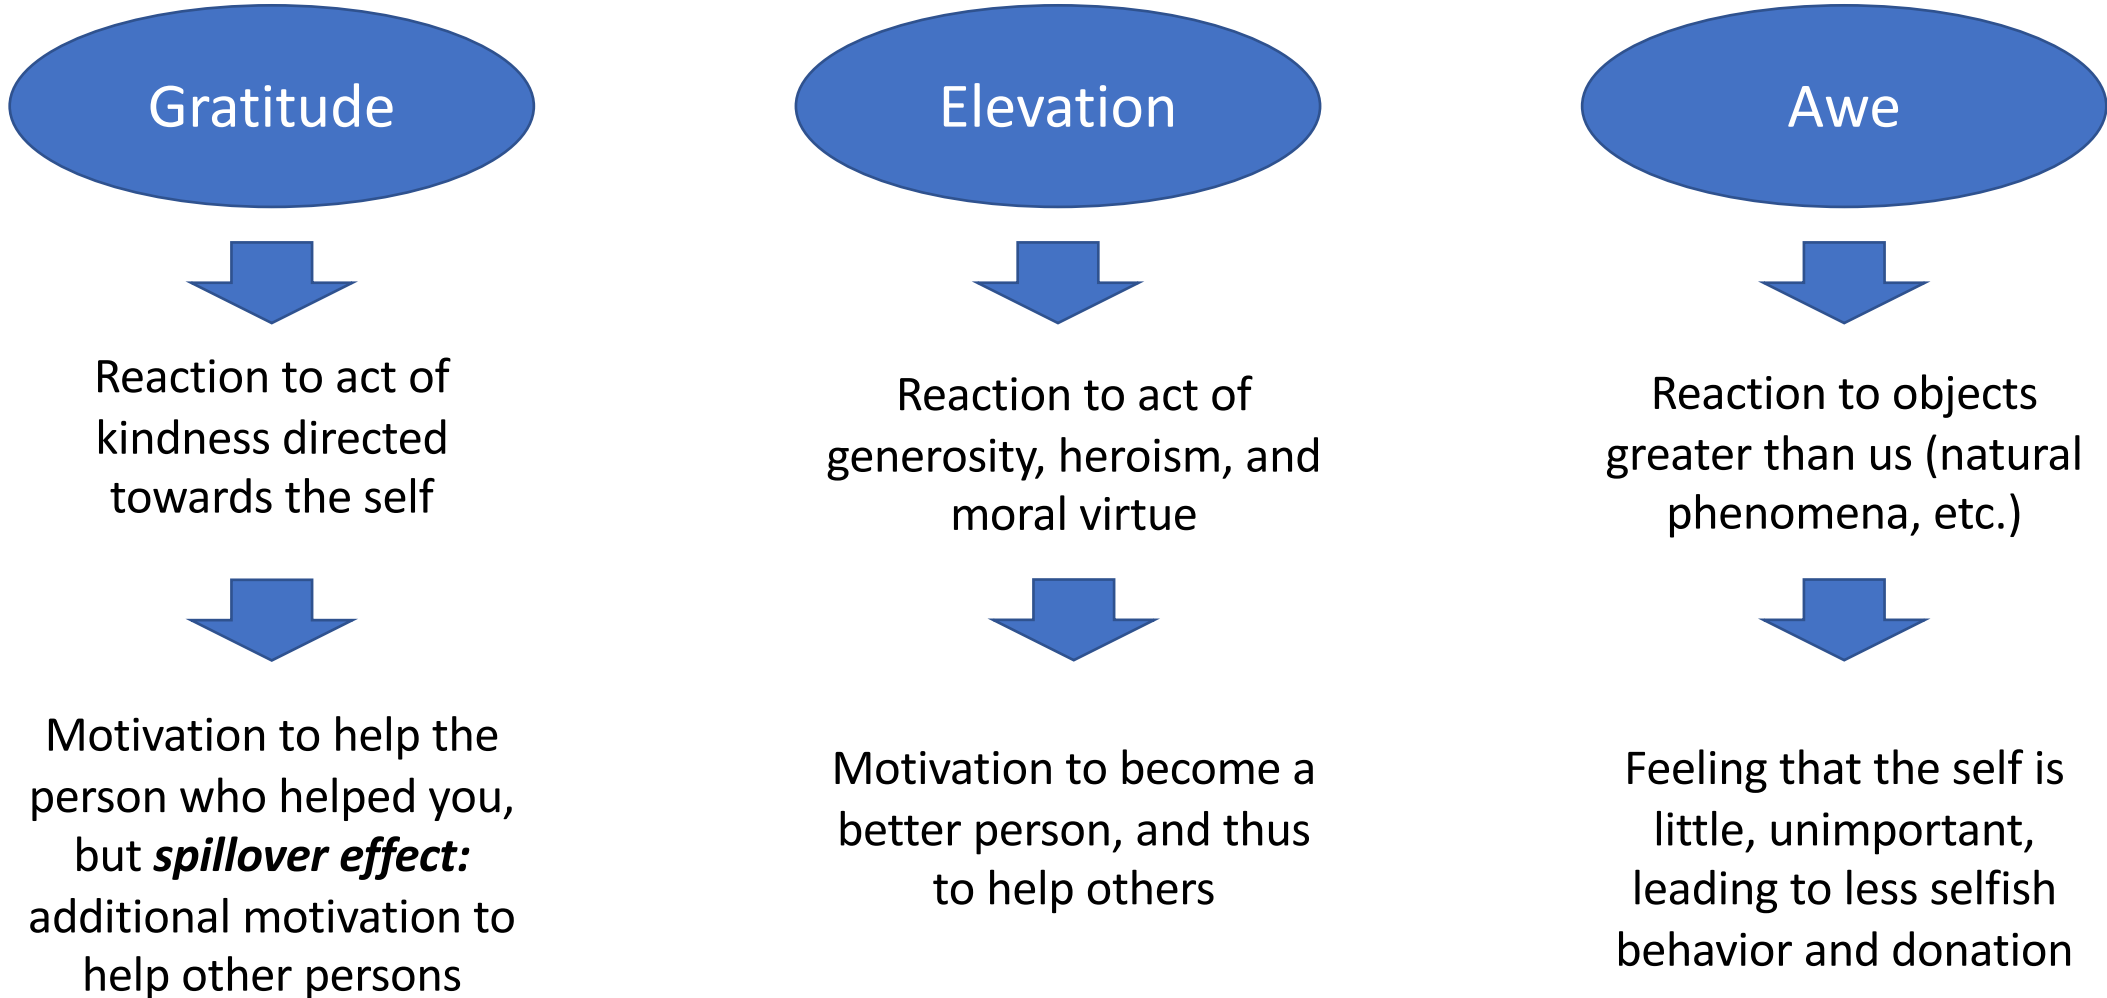 Gratitude
Reaction to act of
kindness directed
towards the self
Motivation to help the
person who helped you,
but spillover effect:
additional motivation to
help other persons
Elevation
Reaction to act of
generosity, heroism, and
moral virtue
Motivation to become a
better person, and thus
to help others
Awe
Reaction to objects
greater than us (natural
phenomena, etc.)
Feeling that the self is
little, unimportant,
leading to less selfish
behavior and donation